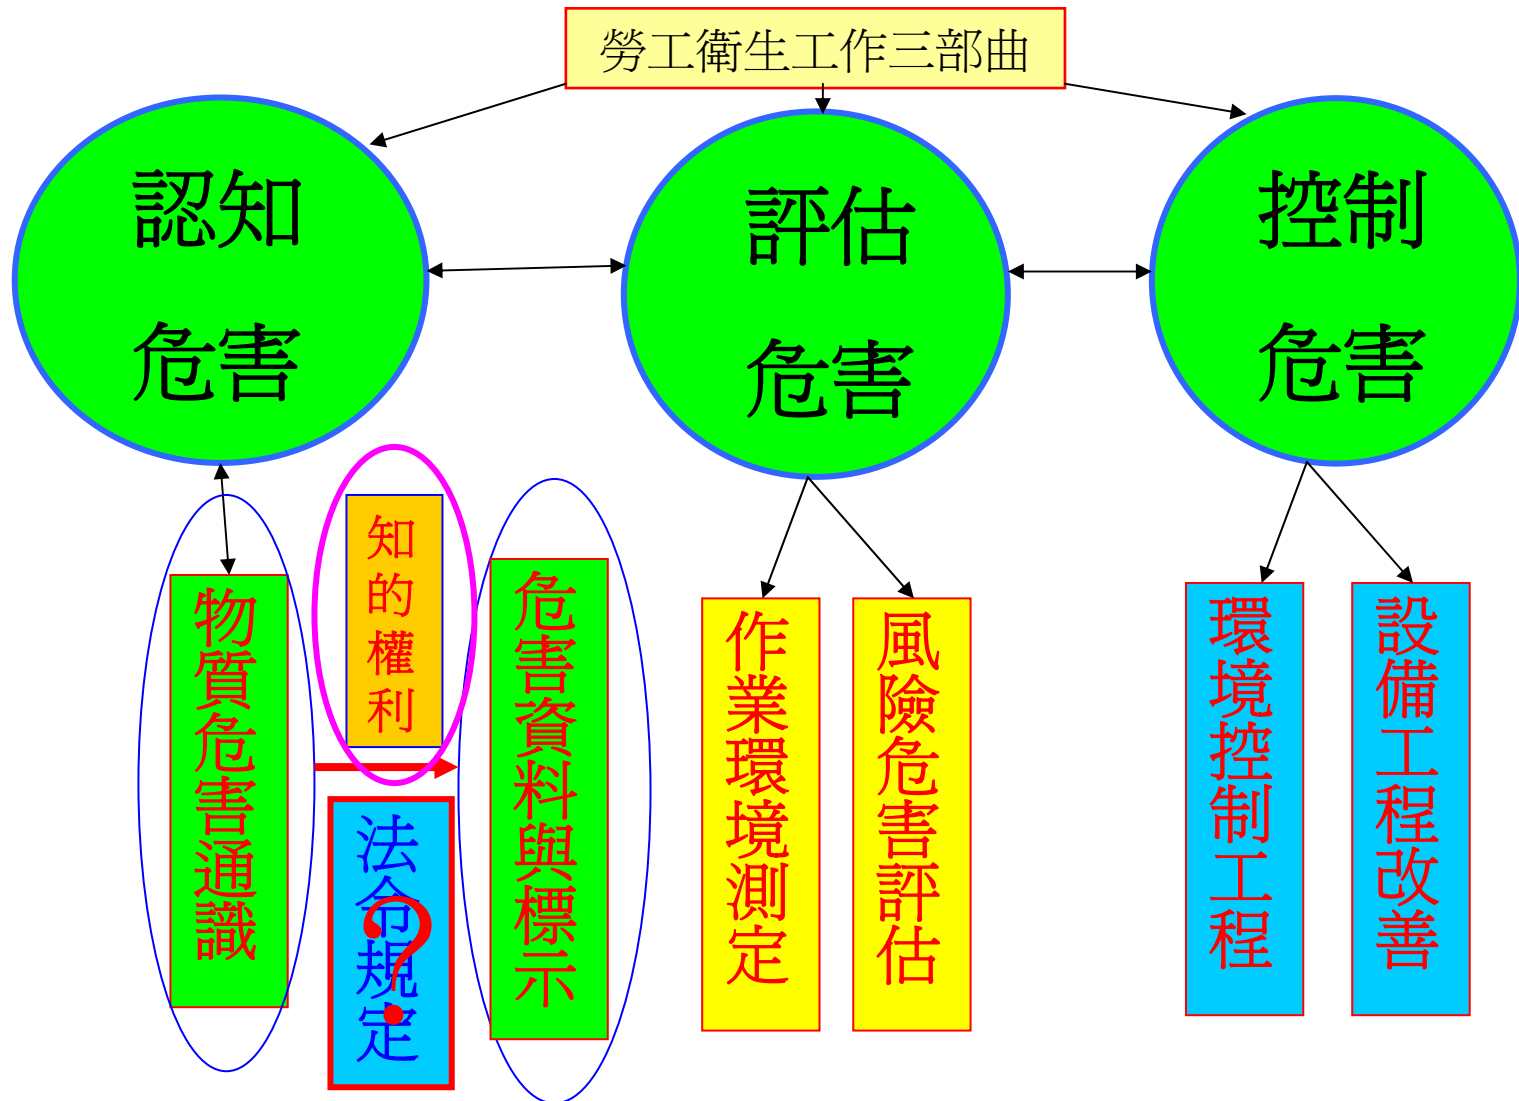 勞工衛生工作三部曲
認知
危害
評估
危害
控制
危害
物質危害通識
知的權利
法令規定
?
危害資料與標示
作業環境測定
風險危害評估
環境控制工程
設備工程改善